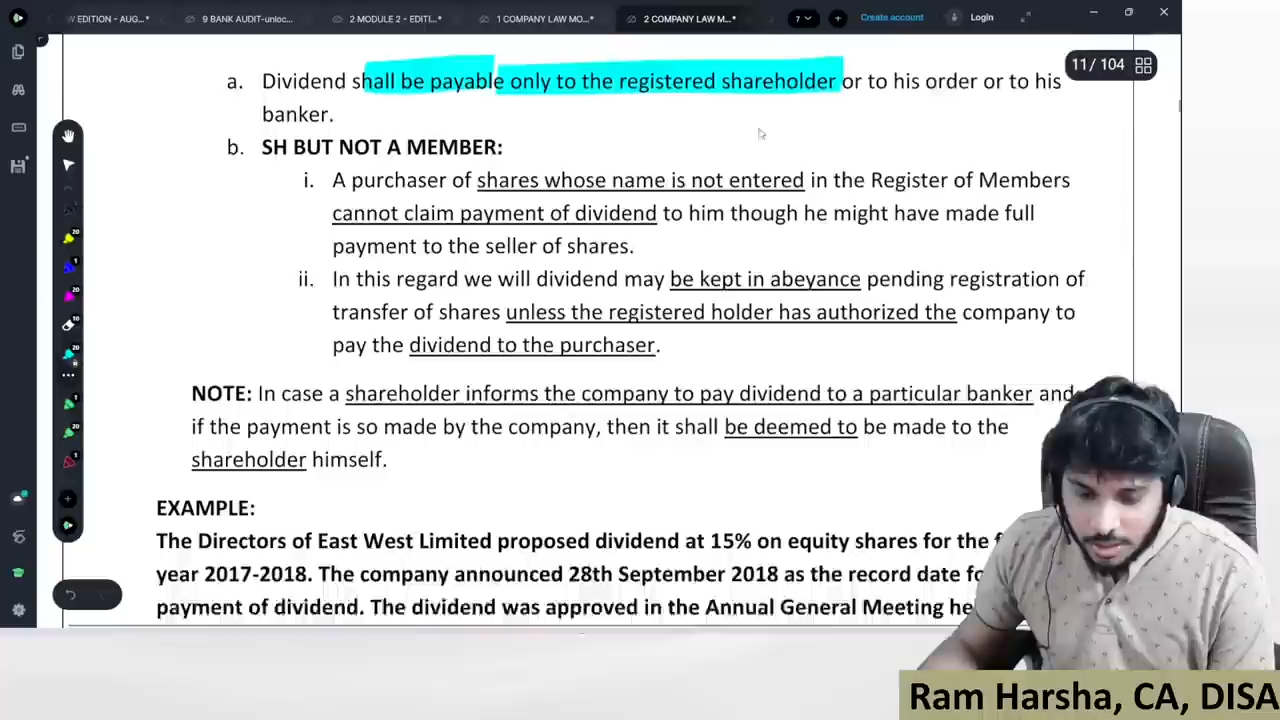 W EDITION - AUG...*
9 BANK AUDIT-unloc...
2 MODULE 2 - EDITI...*
1 COMPANY LAW MO...*
2 COMPANY LAW M...*
7
Create account
Login
11 / 104
a. Dividend shall be payable only to the registered shareholder or to his order or to his
banker.
b. SH BUT NOT A MEMBER:
i. A purchaser of shares whose name is not entered in the Register of Members
cannot claim payment of dividend to him though he might have made full
payment to the seller of shares.
ii. In this regard we will dividend may be kept in abeyance pending registration of
transfer of shares unless the registered holder has authorized the company to
pay the dividend to the purchaser.
NOTE: In case a shareholder informs the company to pay dividend to a particular banker and
if the payment is so made by the company, then it shall be deemed to be made to the
shareholder himself.
EXAMPLE:
The Directors of East West Limited proposed dividend at 15% on equity shares for the
year 2017-2018. The company announced 28th September 2018 as the record date
payment of dividend. The dividend was approved in the Annual General Meeting
Ram Harsha, CA, DISA